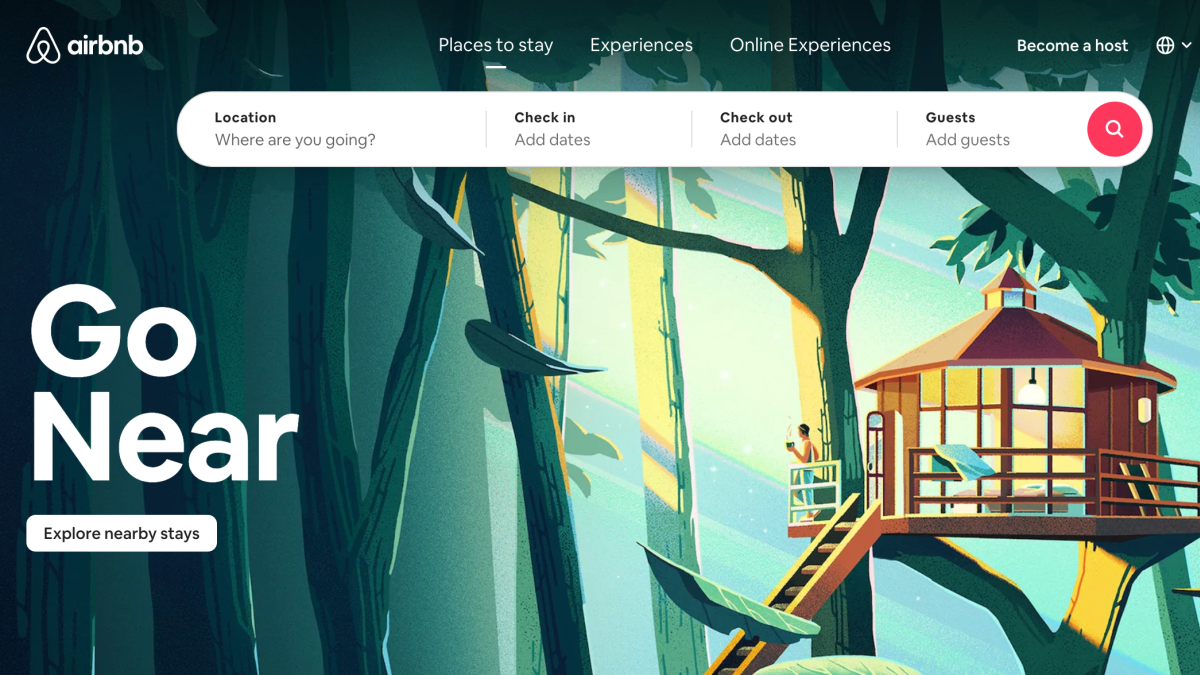 airbnb
Places to stay
Experiences
Online Experiences
Become a host
Location
Where are you going?
Check in
Add dates
Check out
Add dates
Guests
Add guests
Go
Near
Explore nearby stays